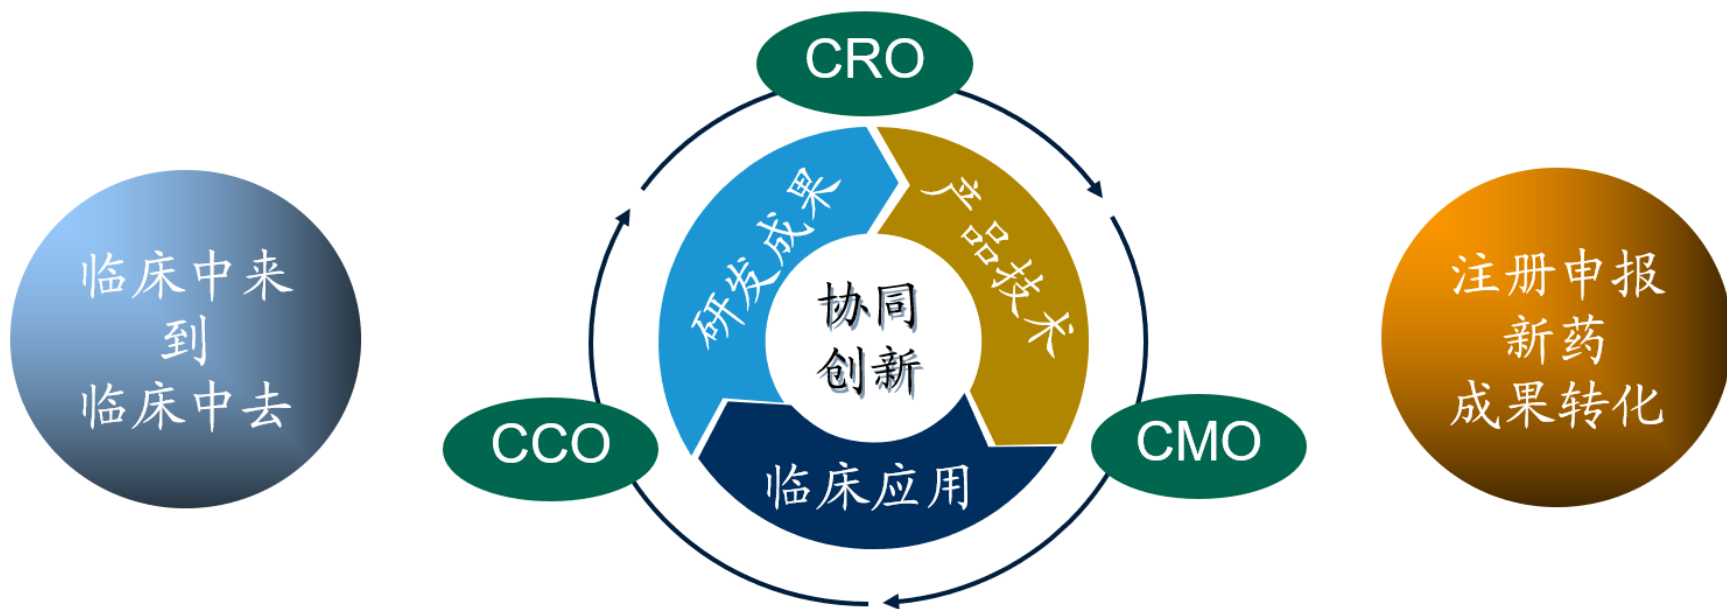 CRO
临床中来
到
临床中去
研发成果
产品技术
协同
创新
临床应用
CCO
CMO
注册申报
新药
成果转化